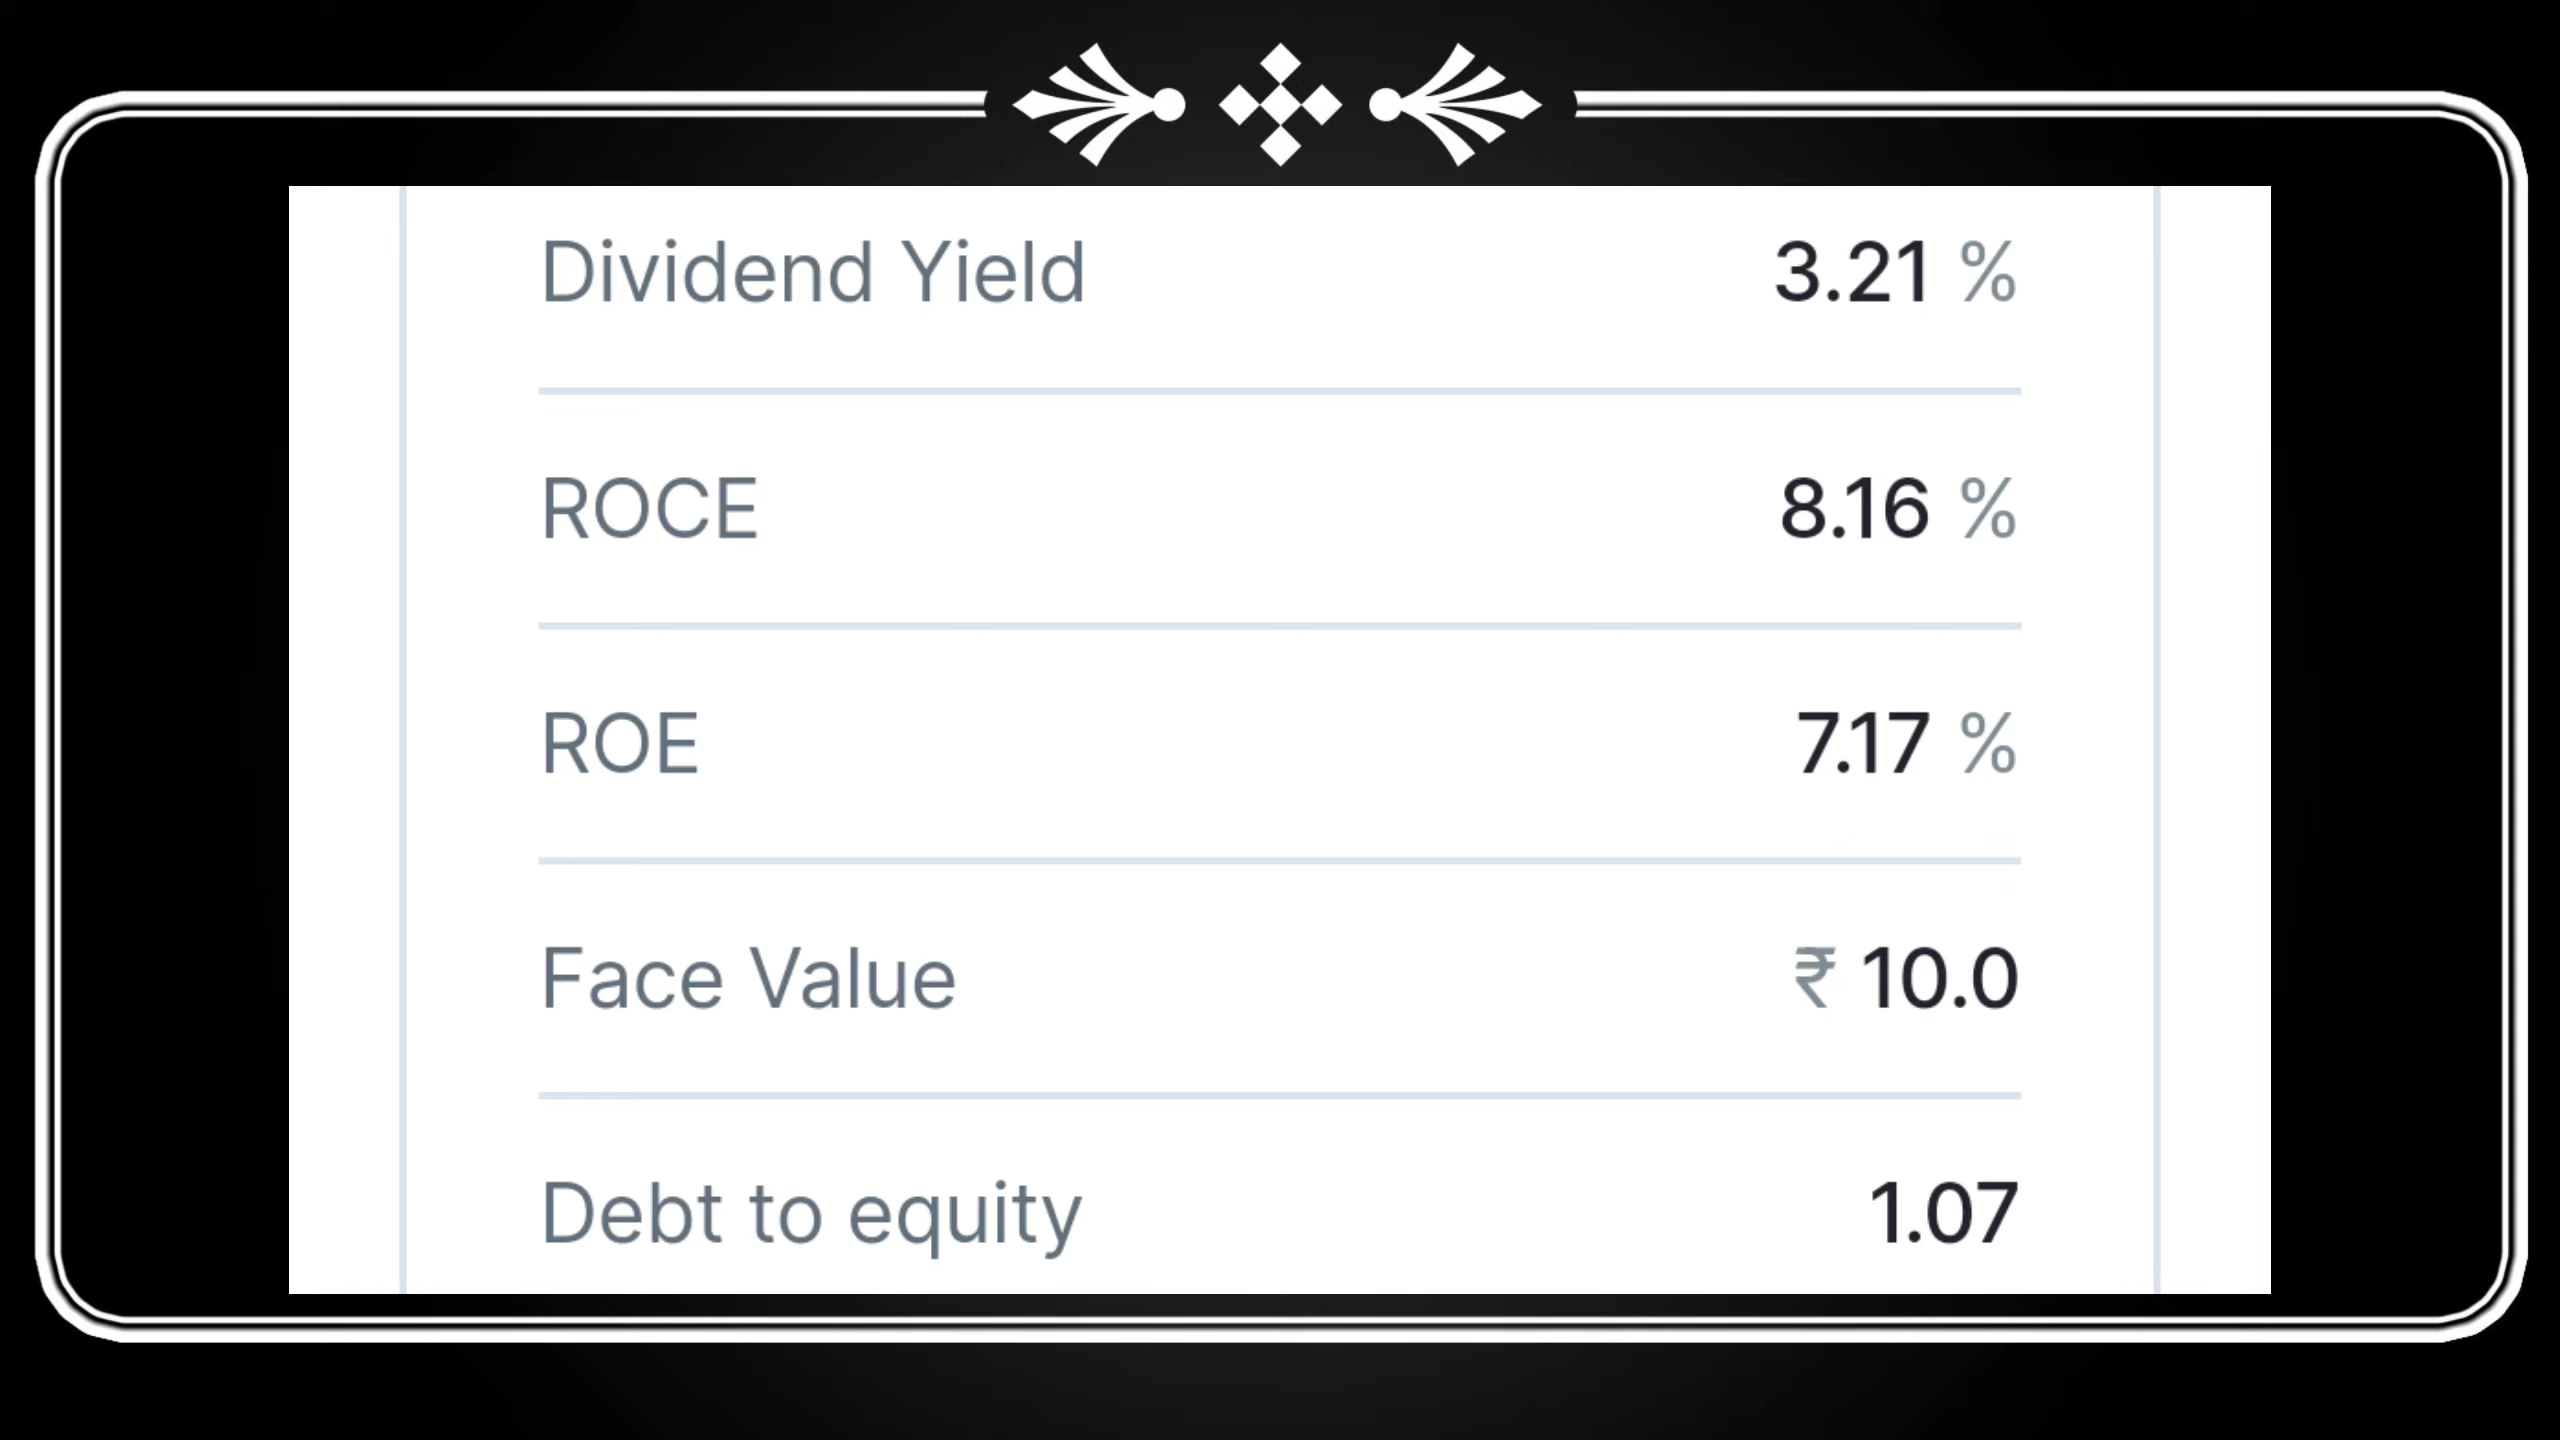 Dividend Yield 3.21 %
ROCE 8.16 %
ROE 7.17 %
Face Value ₹ 10.0
Debt to equity 1.07